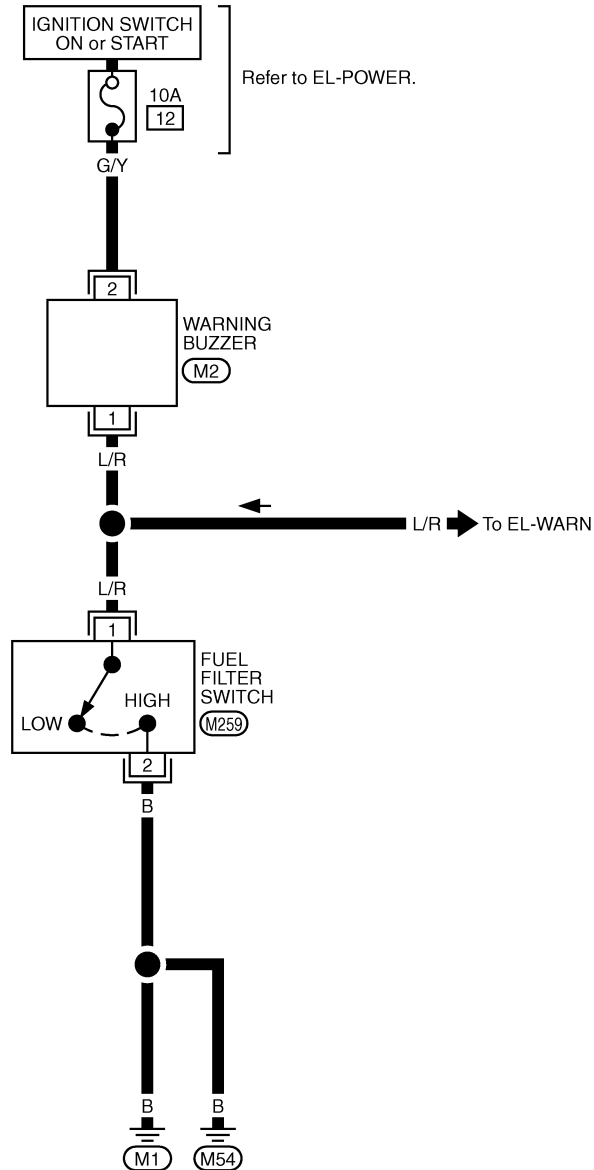 IGNITION SWITCH
ON or START
Refer to EL-POWER.
10A
12
G/Y
2
WARNING
BUZZER
M2
1
L/R
L/R
To EL-WARN
L/R
1
FUEL
FILTER
SWITCH
M259
HIGH
LOW
2
B
B
B
M1
M54